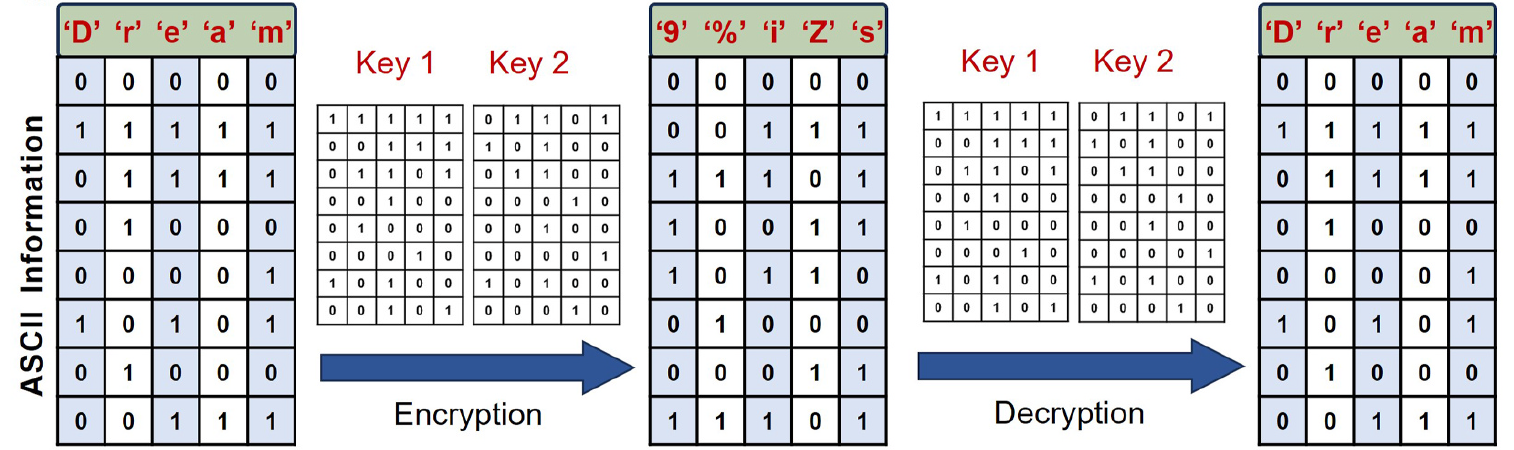 ASCII Information
‘D’ ‘r’ ‘e’ ‘a’ ‘m’
0 0 0 0 0
1 1 1 1 1
0 1 1 1 1
0 1 0 0 0
0 0 0 0 1
1 0 1 0 1
0 1 0 0 0
0 0 1 1 1
Key 1
1 1 1 1 1
0 0 1 1 1
0 1 1 0 1
0 0 1 0 0
0 1 0 0 0
0 0 0 1 0
1 0 1 0 0
0 0 1 0 1
Key 2
0 1 1 0 1
1 0 1 0 0
0 1 1 0 0
0 0 0 1 0
0 0 1 0 0
0 0 0 0 1
1 0 1 0 0
0 0 0 1 0
Encryption
‘9’ ‘%’ ‘i’ ‘Z’ ‘s’
0 0 0 0 0
0 0 1 1 1
1 1 1 0 1
1 0 0 1 1
1 0 1 1 0
0 1 0 0 0
0 0 0 1 1
1 1 1 0 1
Key 1
1 1 1 1 1
0 0 1 1 1
0 1 1 0 1
0 0 1 0 0
0 1 0 0 0
0 0 0 1 0
1 0 1 0 0
0 0 1 0 1
Key 2
0 1 1 0 1
1 0 1 0 0
0 1 1 0 0
0 0 0 1 0
0 0 1 0 0
0 0 0 0 1
1 0 1 0 0
0 0 0 1 0
Decryption
‘D’ ‘r’ ‘e’ ‘a’ ‘m’
0 0 0 0 0
1 1 1 1 1
0 1 1 1 1
0 1 0 0 0
0 0 0 0 1
1 0 1 0 1
0 1 0 0 0
0 0 1 1 1